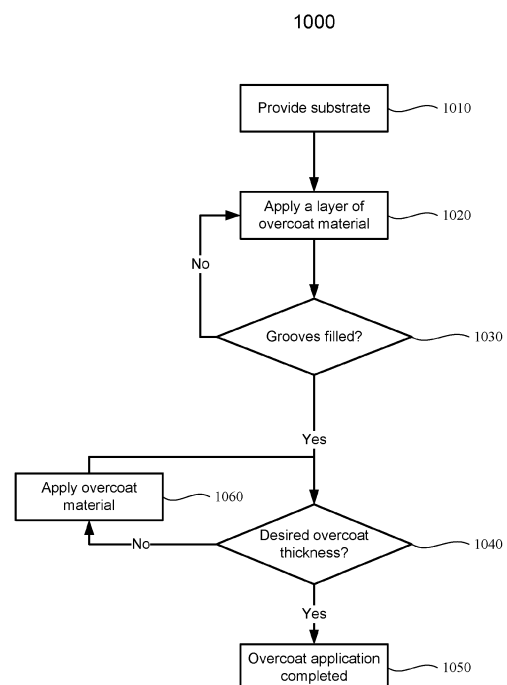 1000
Provide substrate
1010
Apply a layer of
overcoat material
1020
No
Grooves filled?
1030
Yes
Apply overcoat
material
1060
Desired overcoat
thickness?
1040
No
Yes
Overcoat application
completed
1050